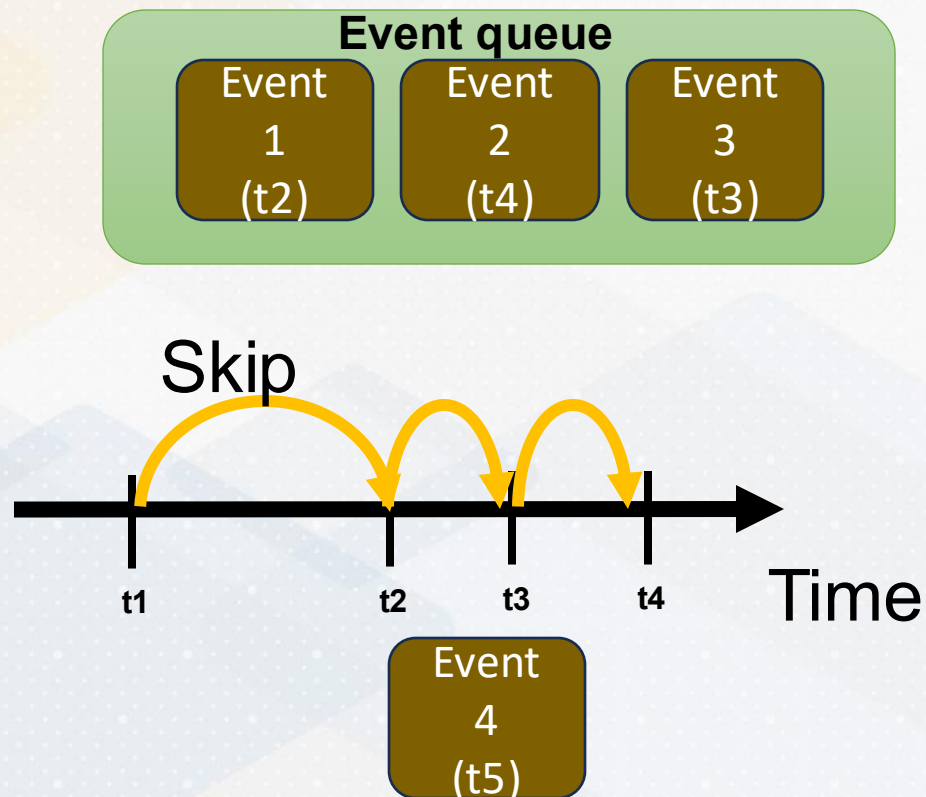 Event queue
Event
1
(t2)
Event
2
(t4)
Event
3
(t3)
Skip
t1
t2
t3
t4
Time
Event
4
(t5)